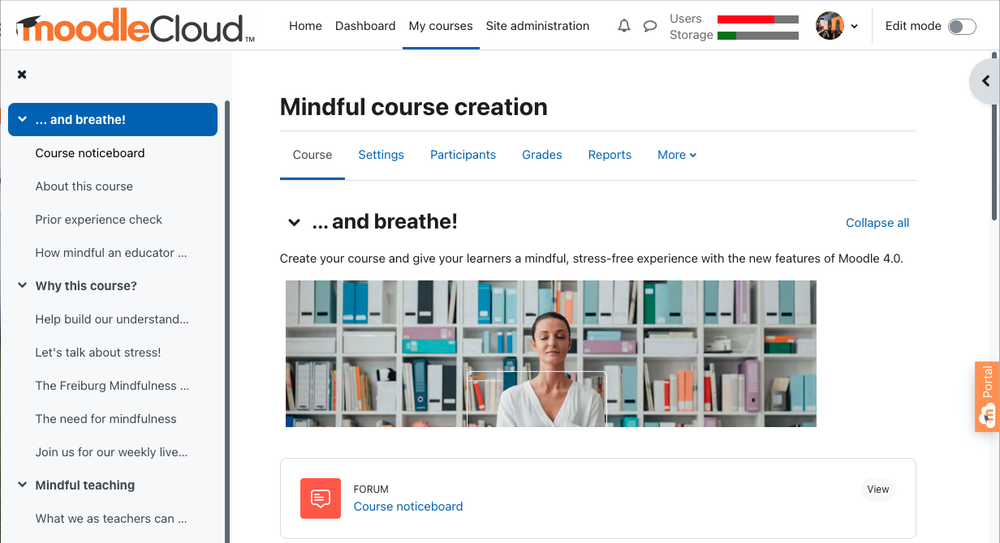 moodleCloud TM
Home Dashboard My courses Site administration
Users
Storage
Edit mode
... and breathe!
Course noticeboard
About this course
Prior experience check
How mindful an educator ...
Why this course?
Help build our understand...
Let's talk about stress!
The Freiburg Mindfulness ...
The need for mindfulness
Join us for our weekly live...
Mindful teaching
What we as teachers can ...
Mindful course creation
Course Settings Participants Grades Reports More
... and breathe!
Collapse all
Create your course and give your learners a mindful, stress-free experience with the new features of Moodle 4.0.
FORUM
Course noticeboard
View
Portal